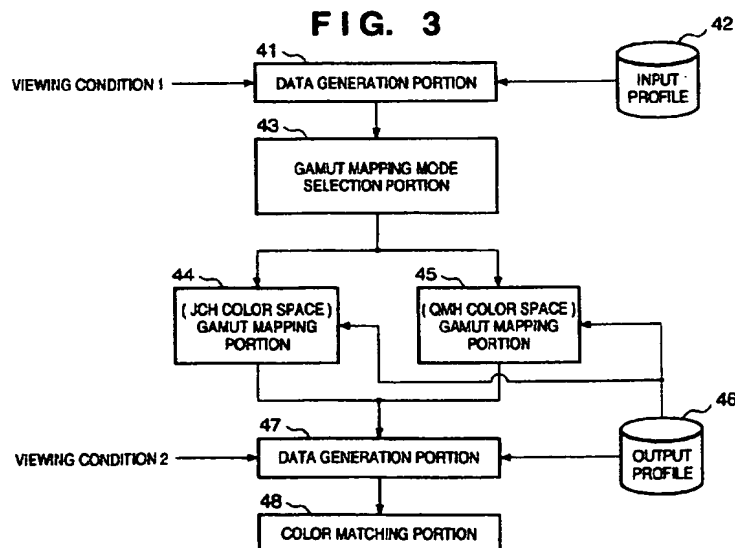 FIG. 3
41
42
VIEWING CONDITION 1
DATA GENERATION PORTION
INPUT
PROFILE
43
GAMUT MAPPING MODE
SELECTION PORTION
44
45
( JCH COLOR SPACE )
GAMUT MAPPING
PORTION
( QMH COLOR SPACE )
GAMUT MAPPING
PORTION
46
47
VIEWING CONDITION 2
DATA GENERATION PORTION
OUTPUT
PROFILE
48
COLOR MATCHING PORTION